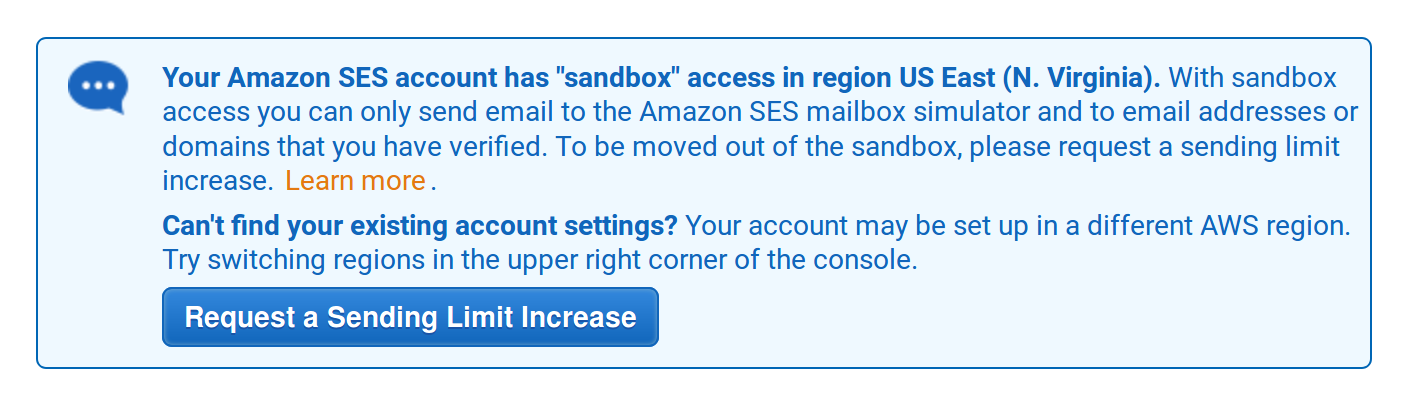 Your Amazon SES account has "sandbox" access in region US East (N. Virginia). With sandbox
access you can only send email to the Amazon SES mailbox simulator and to email addresses or
domains that you have verified. To be moved out of the sandbox, please request a sending limit
increase. Learn more.
Can't find your existing account settings? Your account may be set up in a different AWS region.
Try switching regions in the upper right corner of the console.
Request a Sending Limit Increase